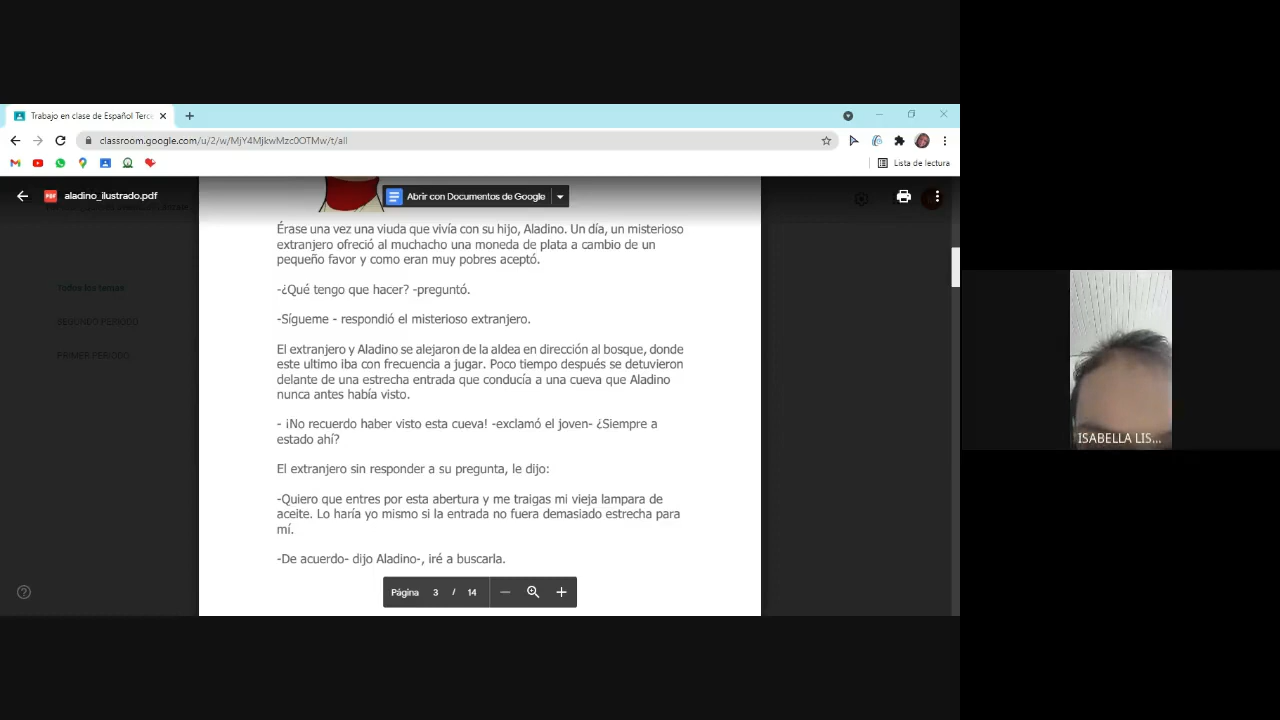 Trabajo en clase de Español Terc
classroom.google.com/u/2/w/MjY4MjkwMzc0OTMw/t/all
Lista de lectura
aladino_ilustrado.pdf
Abrir con Documentos de Google
Todos los temas
SEGUNDO PERIODO
PRIMER PERIODO
Érase una vez una viuda que vivía con su hijo, Aladino. Un día, un misterioso
extranjero ofreció al muchacho una moneda de plata a cambio de un
pequeño favor y como eran muy pobres aceptó.
-¿Qué tengo que hacer? -preguntó.
-Sígueme - respondió el misterioso extranjero.
El extranjero y Aladino se alejaron de la aldea en dirección al bosque, donde
este ultimo iba con frecuencia a jugar. Poco tiempo después se detuvieron
delante de una estrecha entrada que conducía a una cueva que Aladino
nunca antes había visto.
- ¡No recuerdo haber visto esta cueva! -exclamó el joven- ¿Siempre a
estado ahí?
El extranjero sin responder a su pregunta, le dijo:
-Quiero que entres por esta abertura y me traigas mi vieja lampara de
aceite. Lo haría yo mismo si la entrada no fuera demasiado estrecha para
mí.
-De acuerdo- dijo Aladino-, iré a buscarla.
Página 3 / 14
ISABELLA LIS...